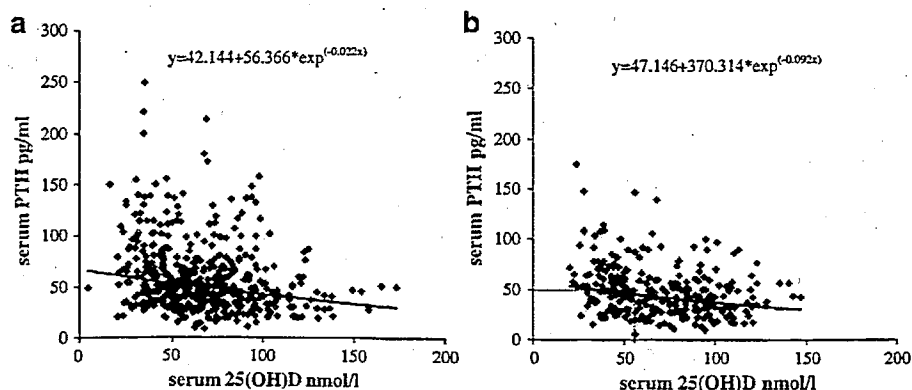 a
y=42.144+56.366*exp(-0.022x)
300
250
200
150
100
50
0
serum PTH pg/ml
0 50 100 150 200
serum 25(OH)D nmol/l
b
y=47.146+370.314*exp(-0.092x)
300
250
200
150
100
50
0
serum PTH pg/ml
0 50 100 150 200
serum 25(OH)D nmol/l